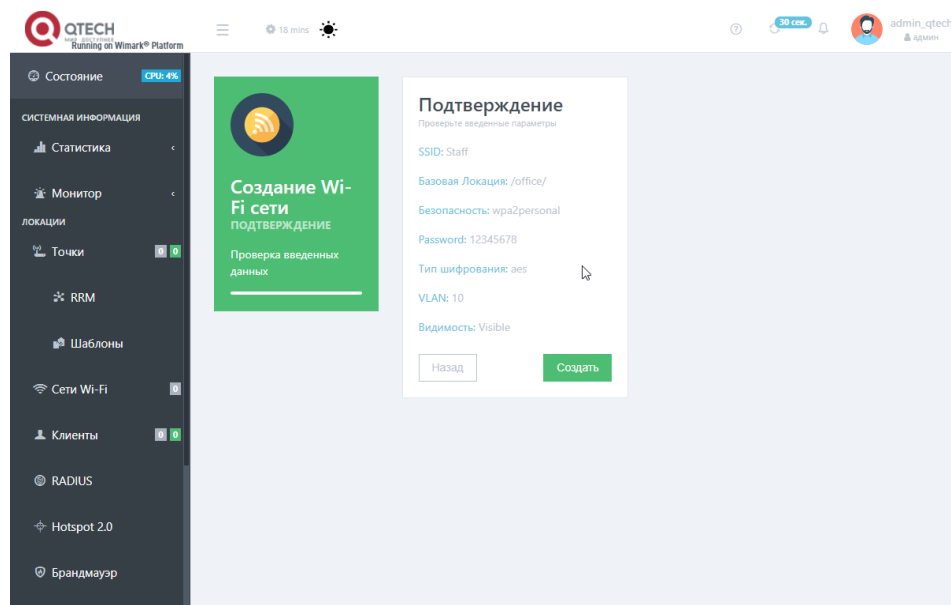 QTECH
МИР ДОСТУПНЕЕ
Running on Wimark® Platform
18 mins
30 сек.
admin_qtech
админ
Состояние
CPU: 4%
СИСТЕМНАЯ ИНФОРМАЦИЯ
Статистика
Монитор
ЛОКАЦИИ
Точки
0 0
RRM
Шаблоны
Сети Wi-Fi
0
Клиенты
0 0
RADIUS
Hotspot 2.0
Брандмауэр
Создание Wi-
Fi сети
ПОДТВЕРЖДЕНИЕ
Проверка введенных
данных
Подтверждение
Проверьте введенные параметры
SSID: Staff
Базовая Локация: /office/
Безопасность: wpa2personal
Password: 12345678
Тип шифрования: aes
VLAN: 10
Видимость: Visible
Назад
Создать